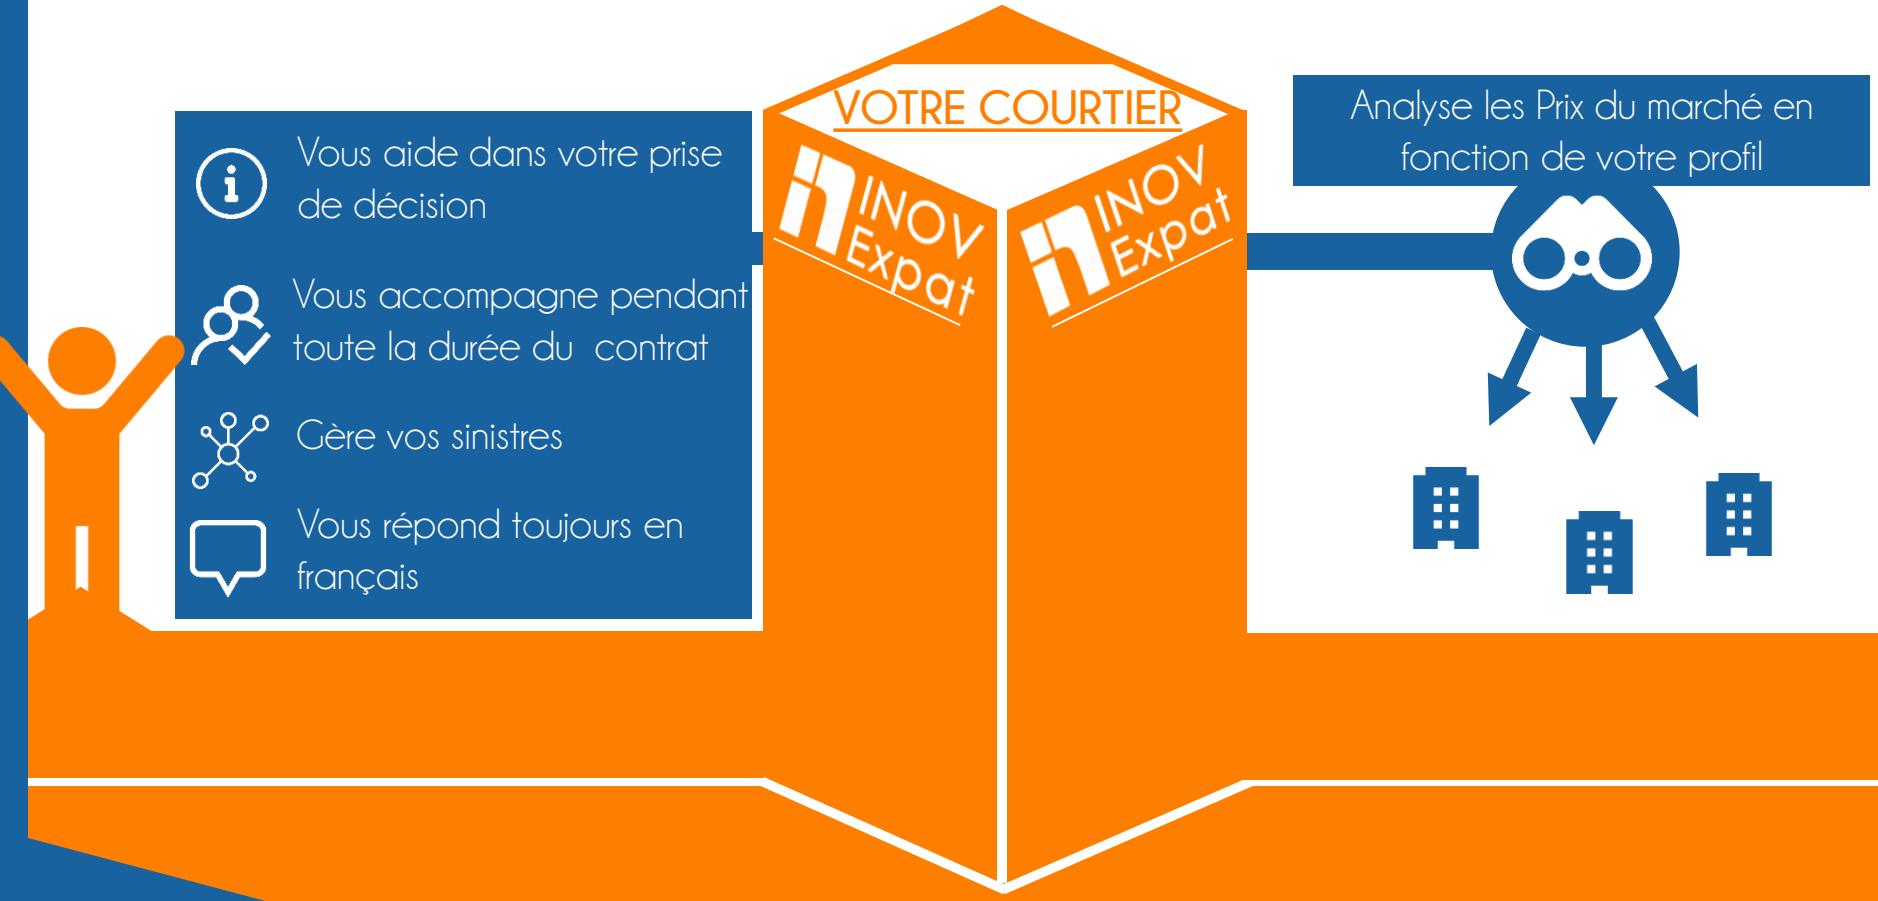 VOTRE COURTIER
INOV
Expat
INOV
Expat
Vous aide dans votre prise
de décision
Vous accompagne pendant
toute la durée du contrat
Gère vos sinistres
Vous répond toujours en
français
Analyse les Prix du marché en
fonction de votre profil